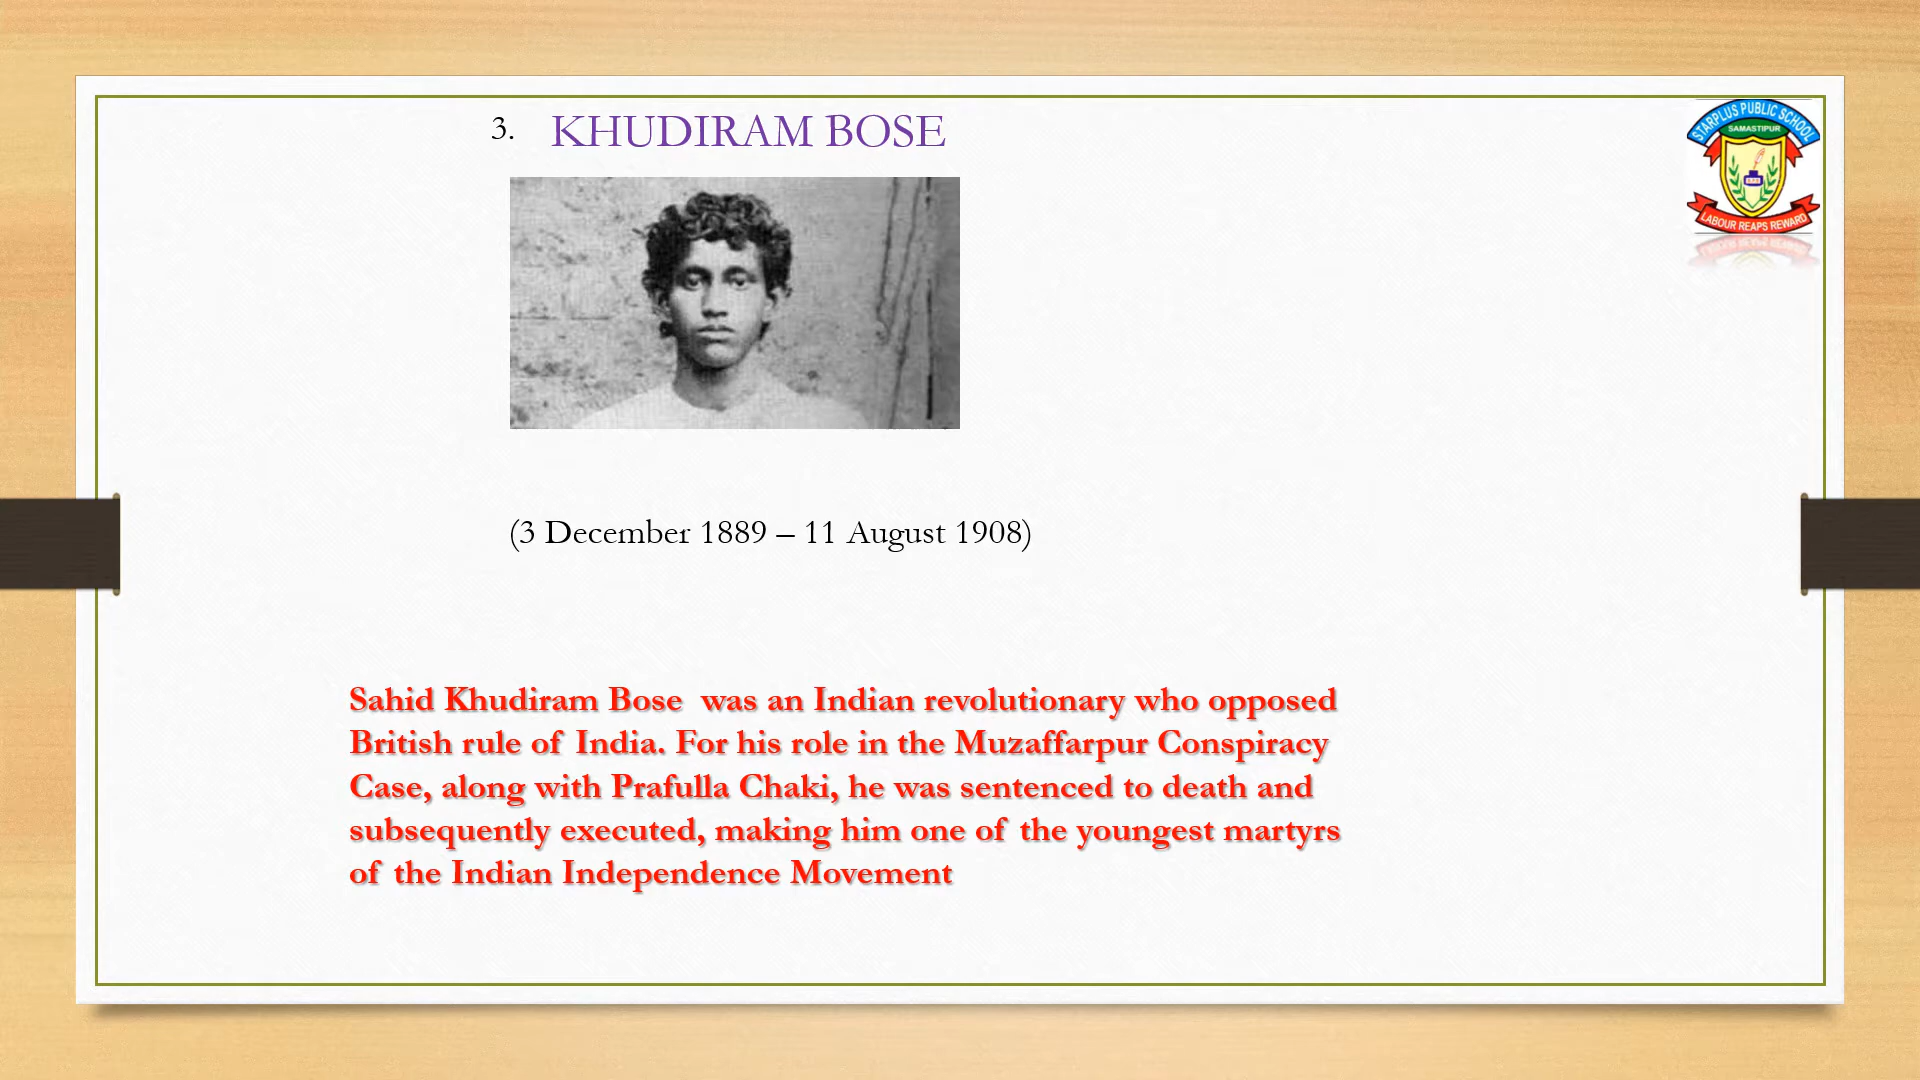 3. KHUDIRAM BOSE
STARPLUS PUBLIC SCHOOL
SAMASTIPUR
LABOUR REAPS REWARD
(3 December 1889 – 11 August 1908)
Sahid Khudiram Bose was an Indian revolutionary who opposed
British rule of India. For his role in the Muzaffarpur Conspiracy
Case, along with Prafulla Chaki, he was sentenced to death and
subsequently executed, making him one of the youngest martyrs
of the Indian Independence Movement